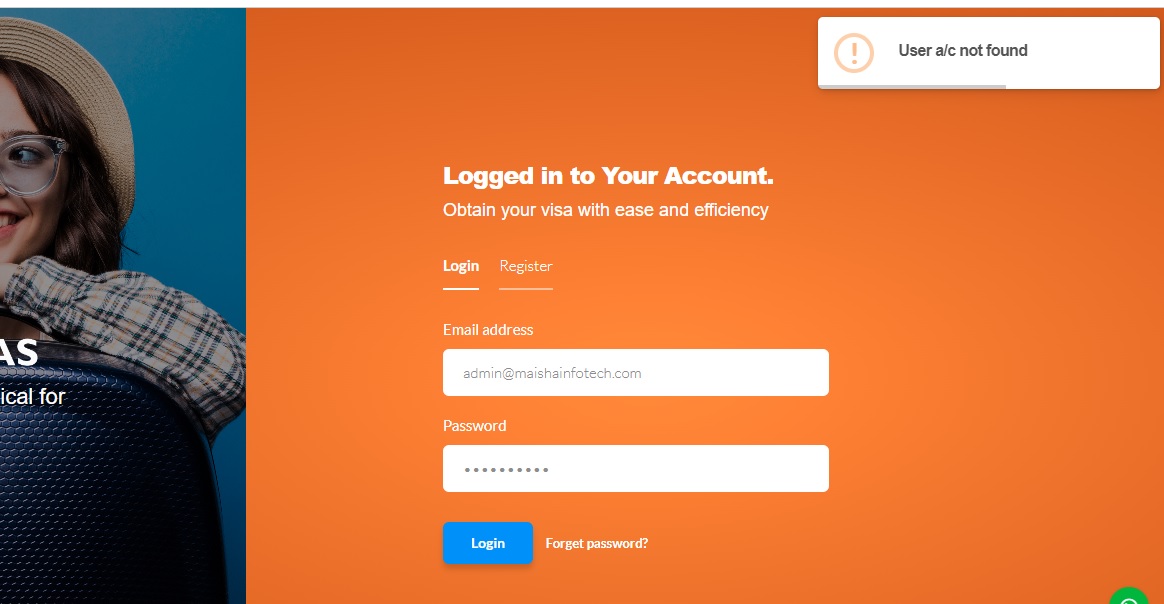 User a/c not found
Logged in to Your Account.
Obtain your visa with ease and efficiency
Login Register
Email address
admin@maishainfotech.com
Password
Login Forget password?
AS
ical for